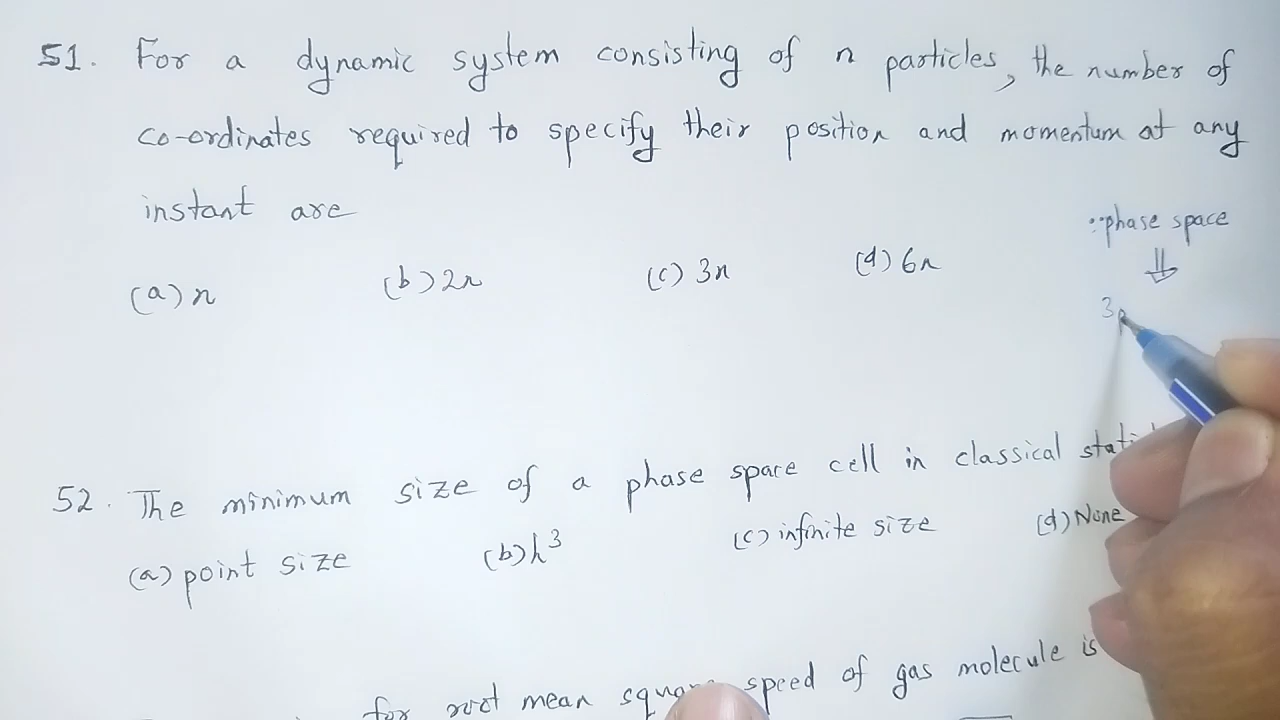 51. For a dynamic system consisting of n particles, the number of
co-ordinates required to specify their position and momentum at any
instant are
∵ phase space
⇓
(a) n (b) 2n (c) 3n (d) 6n
3
52. The minimum size of a phase space cell in classical
(a) point size (b) h³ (c) infinite size (d) None
for root mean square speed of gas molecule is